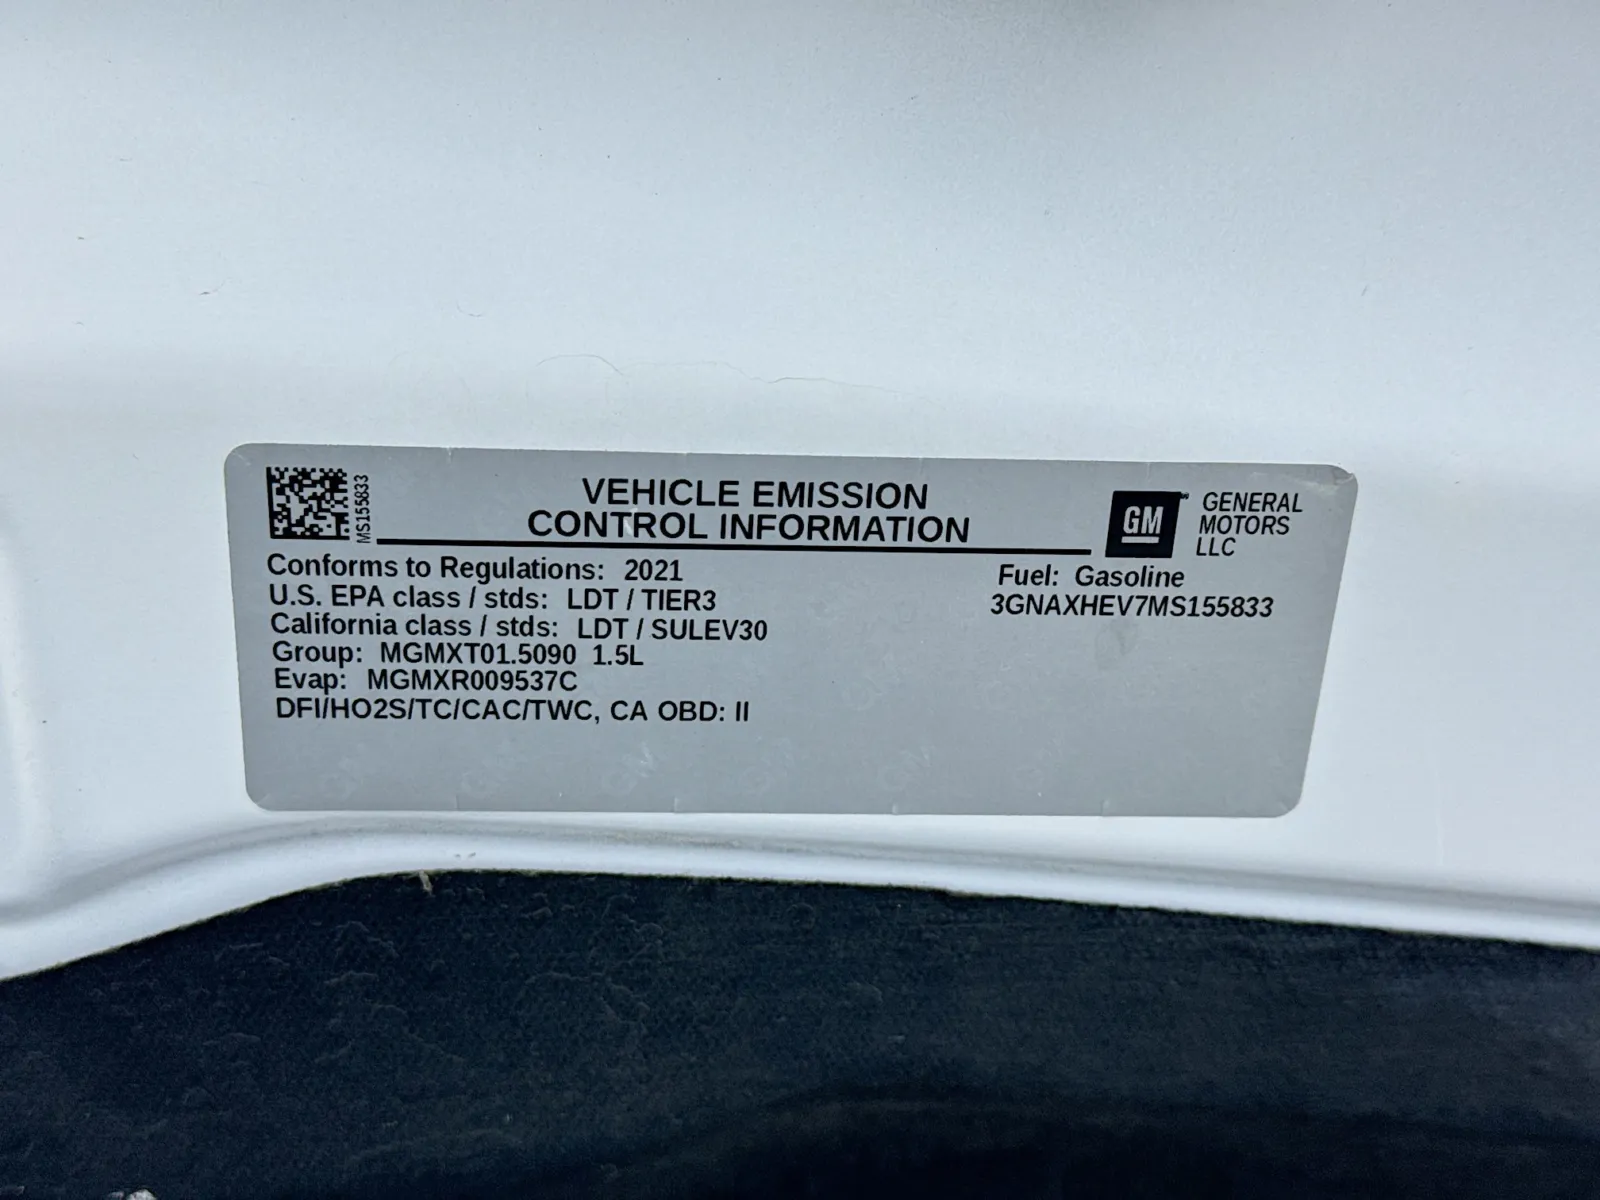 MS155833
VEHICLE EMISSION
CONTROL INFORMATION
GM
GENERAL
MOTORS
LLC
Conforms to Regulations: 2021
U.S. EPA class / stds: LDT / TIER3
California class / stds: LDT / SULEV30
Group: MGMXT01.5090 1.5L
Evap: MGMXR009537C
DFI/HO2S/TC/CAC/TWC, CA OBD: II
Fuel: Gasoline
3GNAXHEV7MS155833